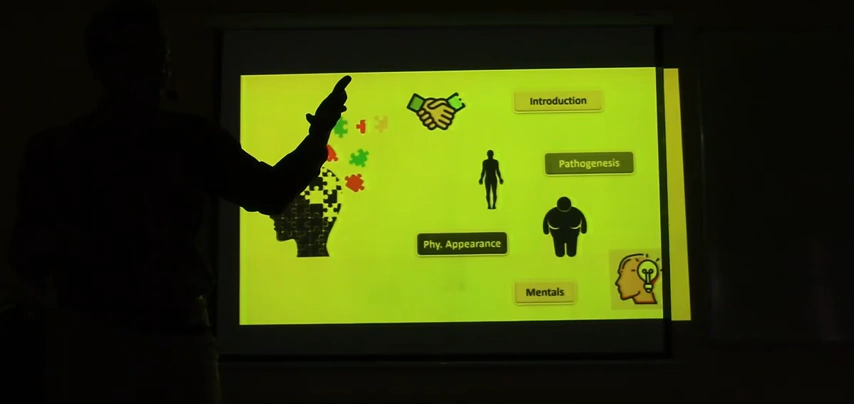 Introduction
Pathogenesis
Phy. Appearance
Mentals